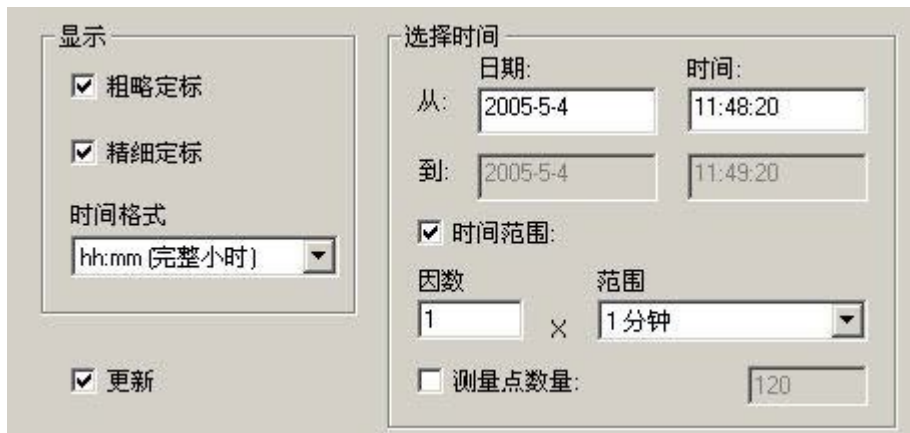 显示
粗略定标
精细定标
时间格式
hh:mm (完整小时)
更新
选择时间
日期: 时间:
从: 2005-5-4 11:48:20
到: 2005-5-4 11:49:20
时间范围:
因数 范围
1 X 1 分钟
测量点数量: 120